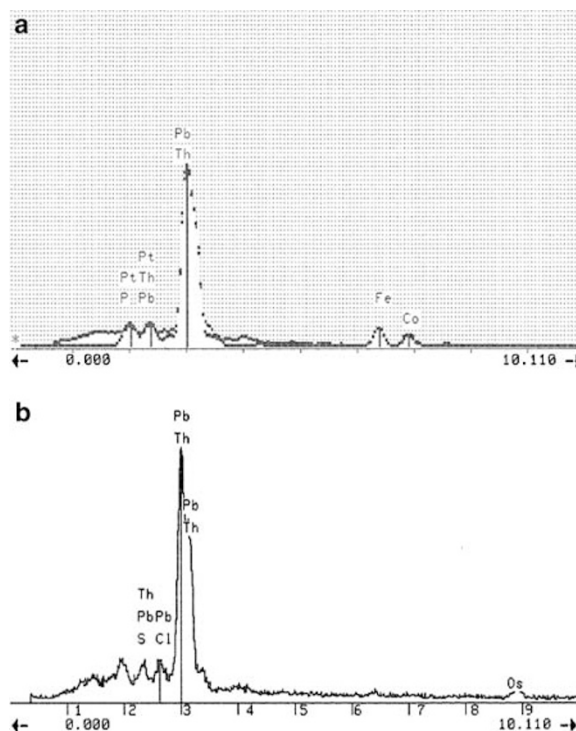 a
Pb
Th
Pt
Pt Th
P Pb
Fe
Co
*
0.000 10.110
b
Pb
Th
Pb
Th
Th
Pb Pb
S Cl
Os
1 2 3 4 5 6 7 8 9
0.000 10.110